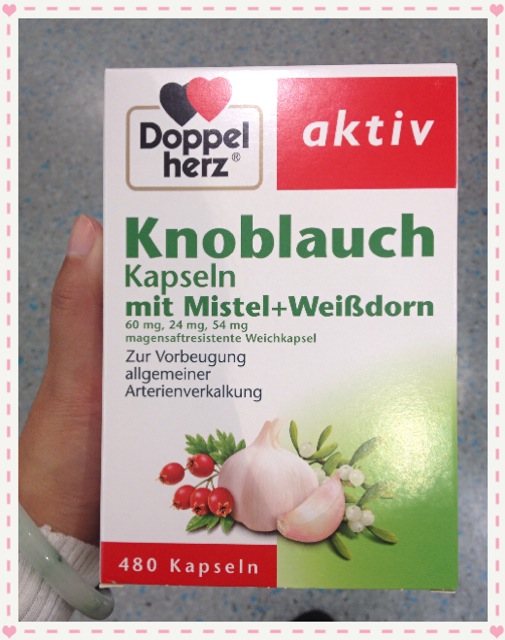 Doppel
herz®
aktiv
Knoblauch
Kapseln
mit Mistel+Weißdorn
60 mg, 24 mg, 54 mg
magensaftresistente Weichkapsel
Zur Vorbeugung
allgemeiner
Arterienverkalkung
480 Kapseln